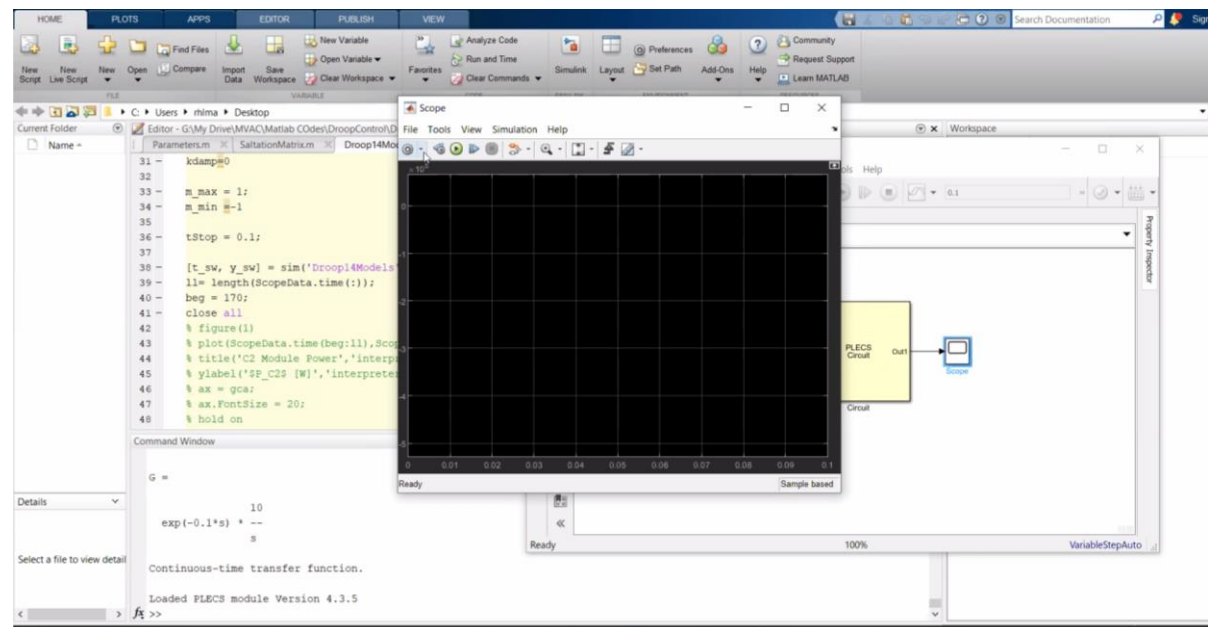 HOME PLOTS APPS EDITOR PUBLISH VIEW Search Documentation Sign
New Script New Live Script New Open Find Files Compare Import Data Save Workspace New Variable Open Variable Clear Workspace Favorites Analyze Code Run and Time Clear Commands Simulink Layout Preferences Set Path Add-Ons Help Community Request Support Learn MATLAB
FILE VARIABLE
C: Users rhlma Desktop
Current Folder
Name
Editor - G:\My Drive\MVAC\Matlab COdes\DroopControl\D
Parameters.m SaltationMatrix.m Droop14Mo
31 - kdamp=0
32
33 - m_max = 1;
34 - m_min =-1
35
36 - tStop = 0.1;
37
38 - [t_sw, y_sw] = sim('Droop14Models'
39 - ll= length(ScopeData.time(:));
40 - beg = 170;
41 - close all
42 % figure(1)
43 % plot(ScopeData.time(beg:ll),Scop
44 % title('C2 Module Power','interp
45 % ylabel('$P_C2$ [W]','interprete
46 % ax = gca;
47 % ax.FontSize = 20;
48 % hold on
Command Window
G =
10
exp(-0.1*s) * --
s
Continuous-time transfer function.
Loaded PLECS module Version 4.3.5
fx >>
Details
Select a file to view detail
Scope
File Tools View Simulation Help
0
-1
-2
-3
-4
-5
0 0.01 0.02 0.03 0.04 0.05 0.06 0.07 0.08 0.09 0.1
Ready Sample based
Workspace
ols Help
0.1
Property Inspector
PLECS
Circuit
Out1
Scope
Circuit
Ready 100% VariableStepAuto